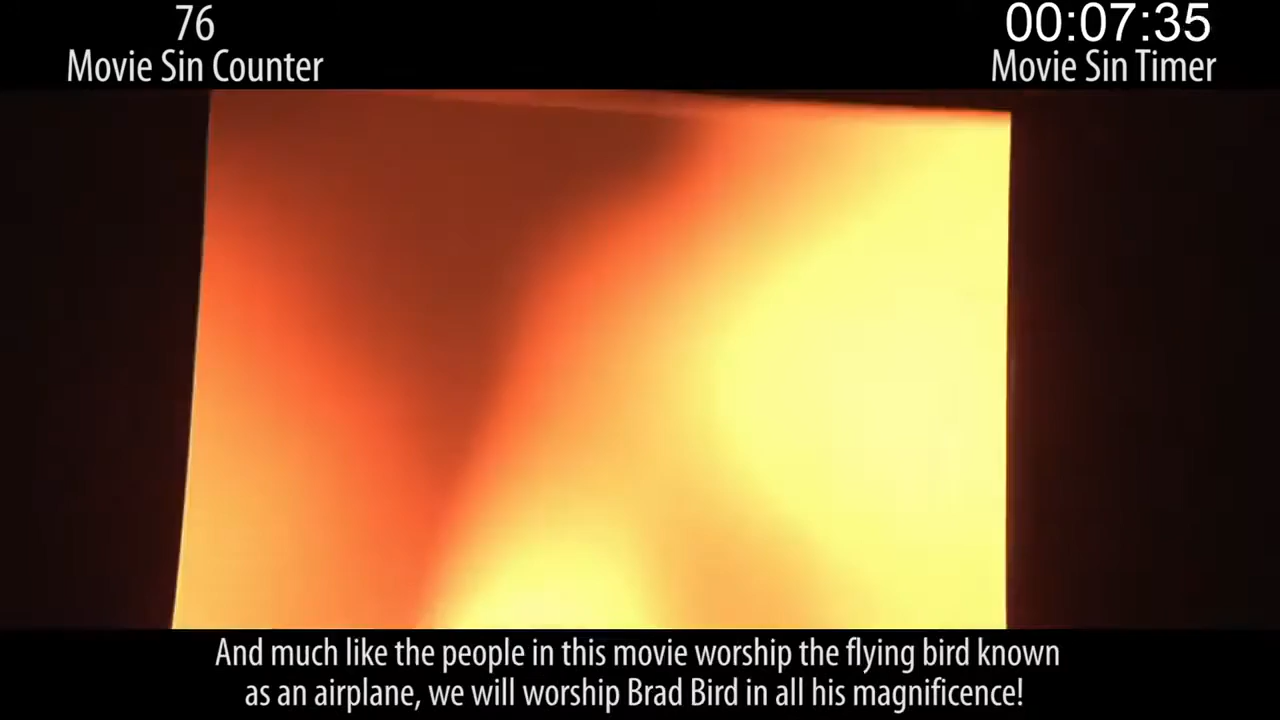 76
Movie Sin Counter
00:07:35
Movie Sin Timer
And much like the people in this movie worship the flying bird known
as an airplane, we will worship Brad Bird in all his magnificence!